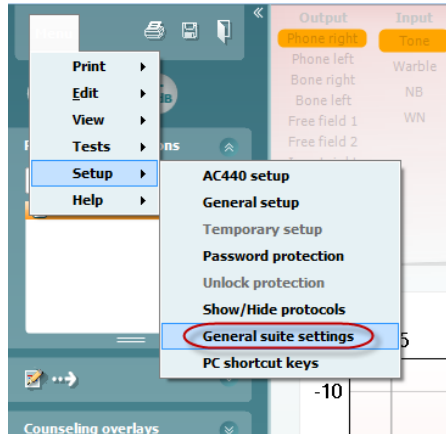 Menu
«
Output Input
Phone right Tone
Phone left Warble
Bone right NB
Bone left WN
Free field 1
Free field 2
Print
Edit
View
Tests
Setup
Help
dB
ns
AC440 setup
General setup
Temporary setup
Password protection
Unlock protection
Show/Hide protocols
General suite settings
PC shortcut keys
5
-10
Counseling overlays